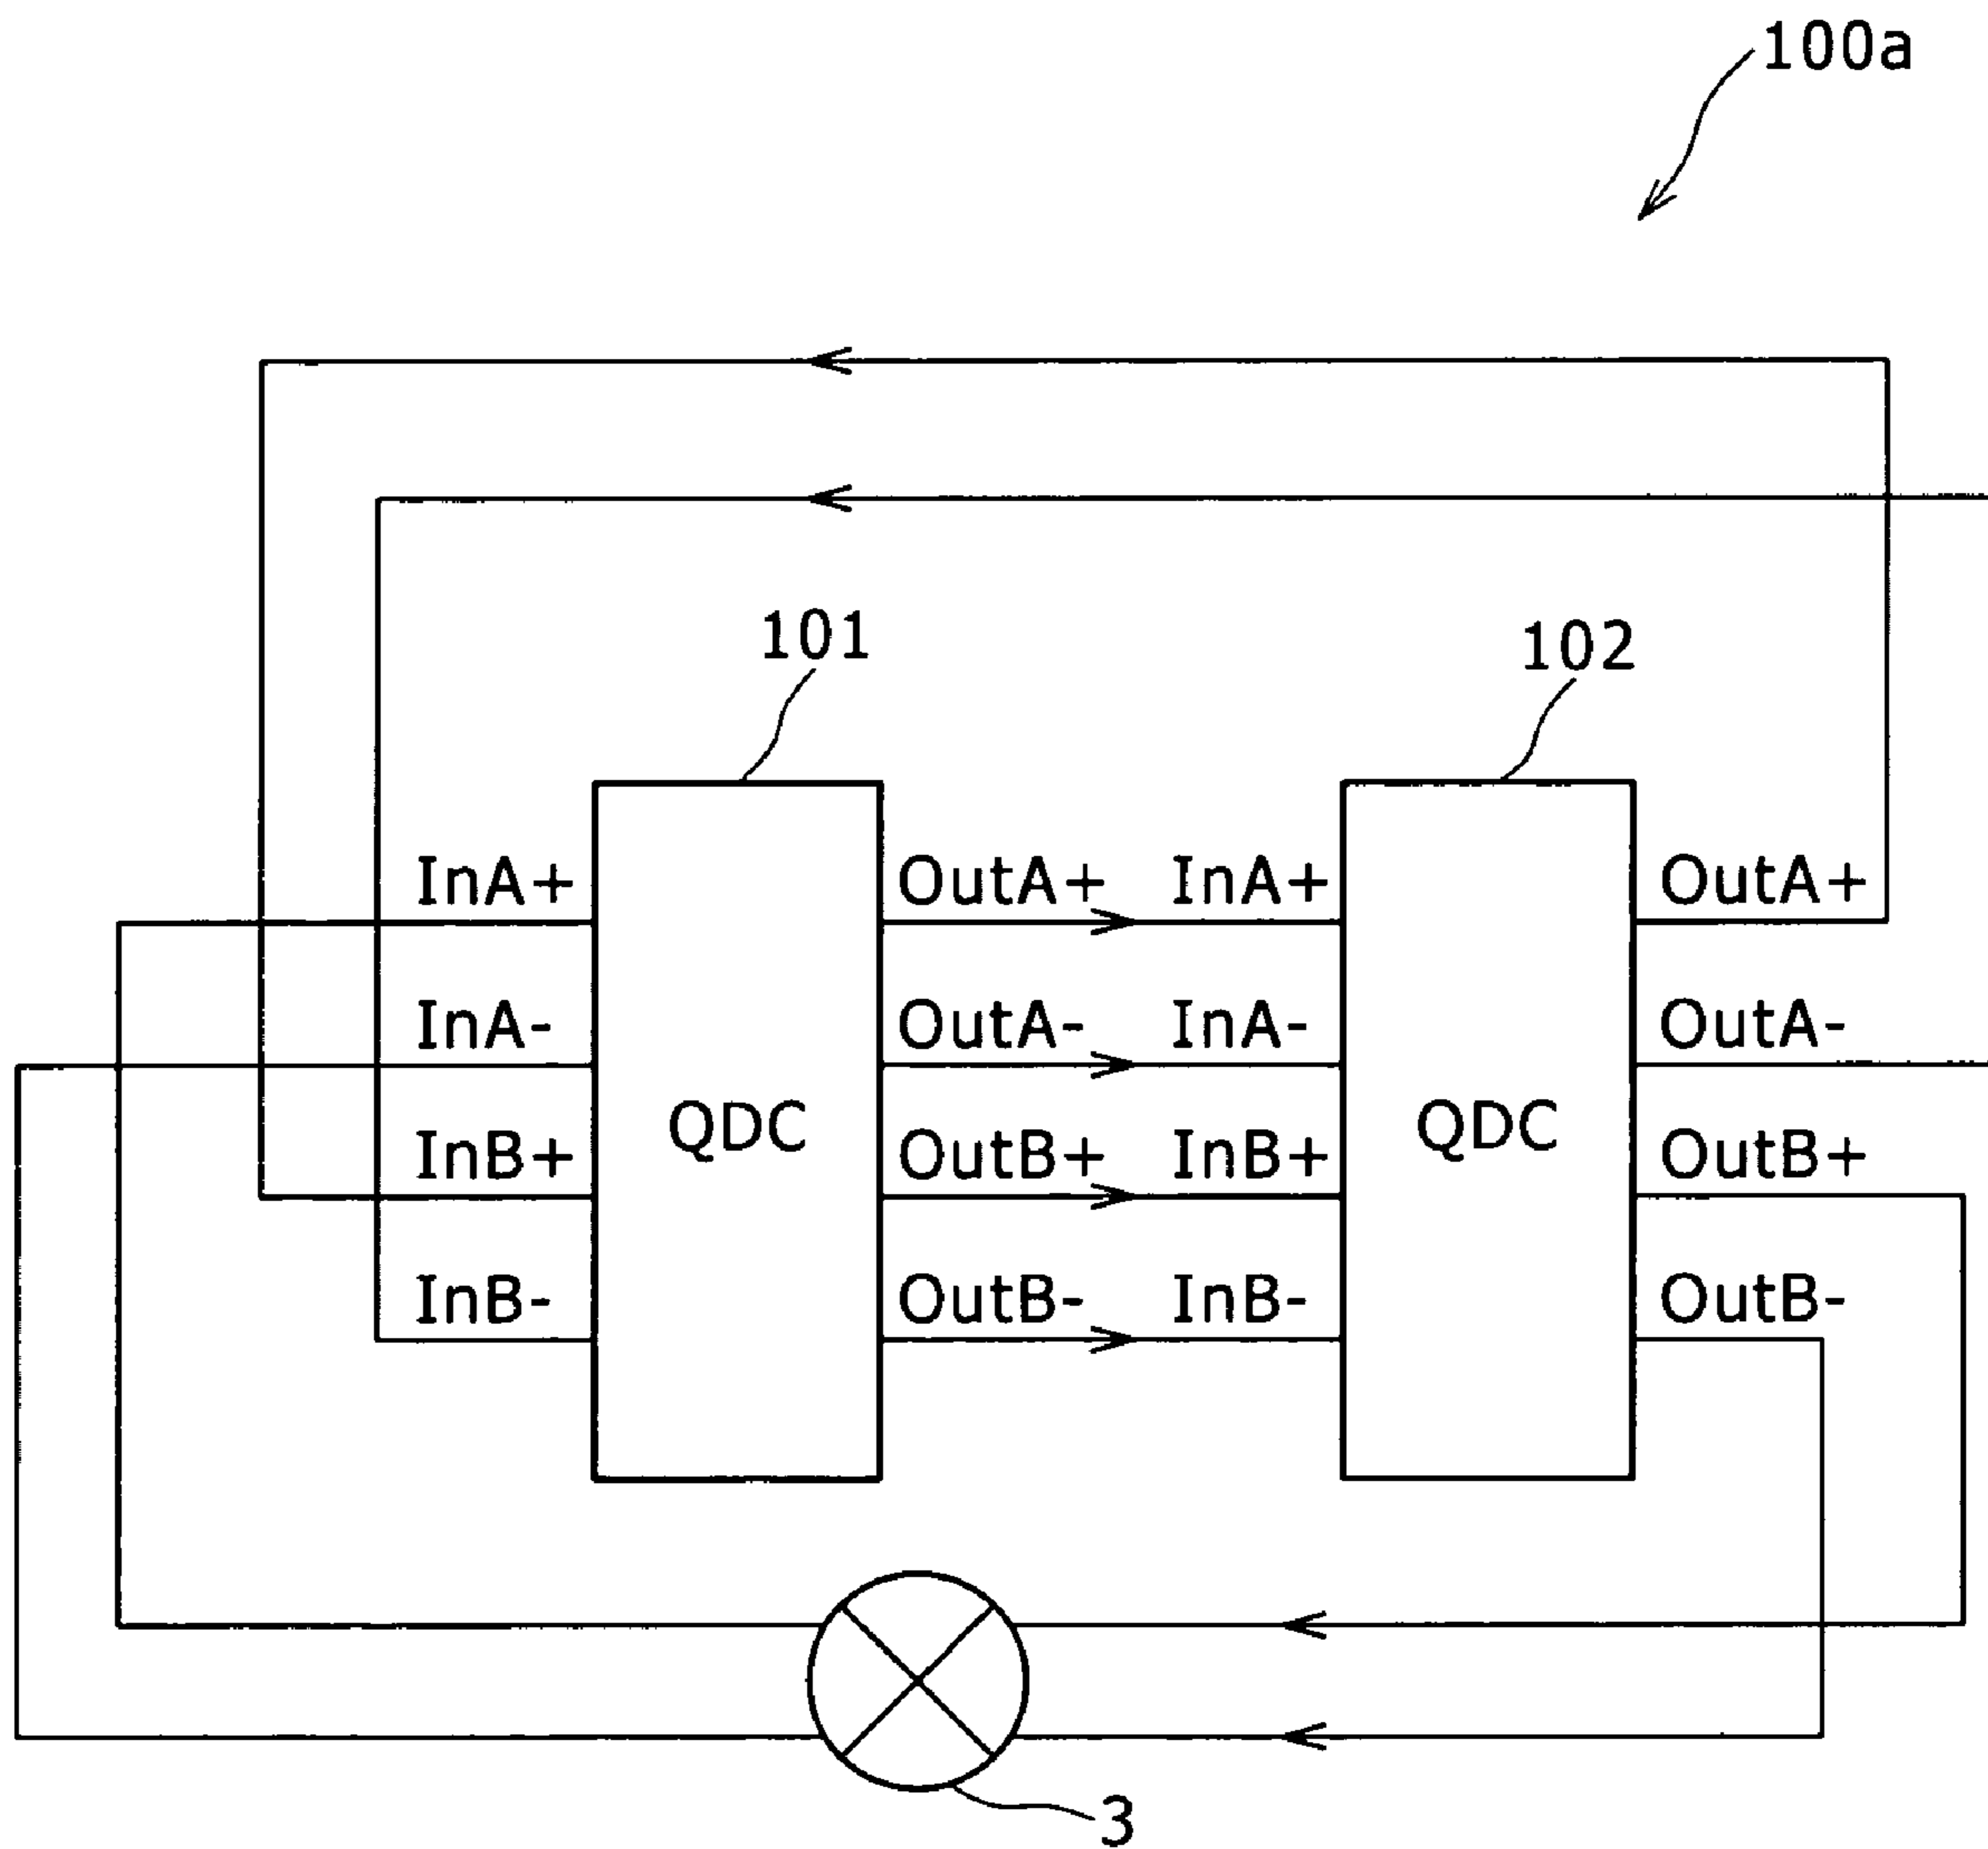 100a
101
102
InA+
OutA+
InA+
OutA+
InA-
OutA-
InA-
OutA-
QDC
QDC
InB+
OutB+
InB+
OutB+
InB-
OutB-
InB-
OutB-
3